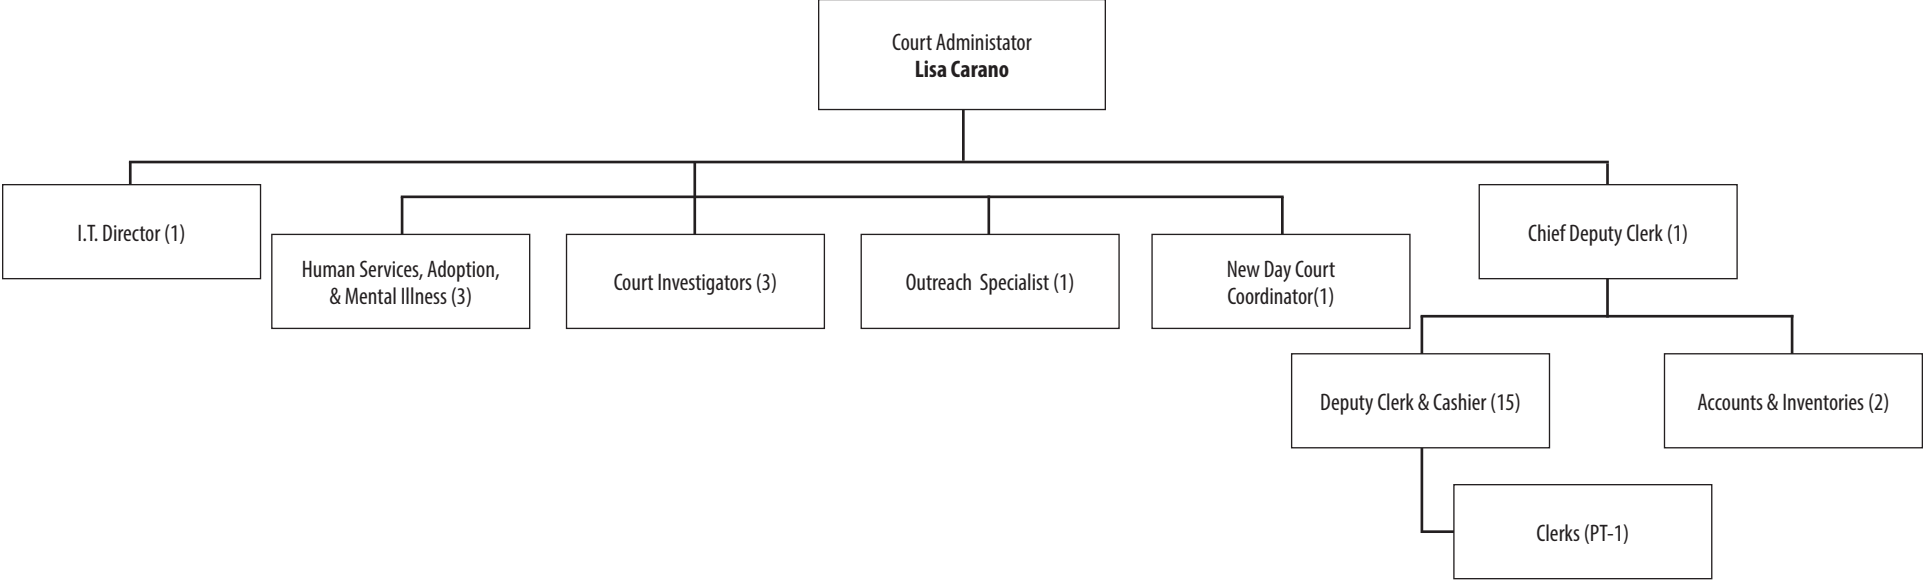 Court Administator
Lisa Carano
I.T. Director (1)
Human Services, Adoption,
& Mental Illness (3)
Court Investigators (3)
Outreach  Specialist (1)
New Day Court
Coordinator(1)
Chief Deputy Clerk (1)
Deputy Clerk & Cashier (15)
Accounts & Inventories (2)
Clerks (PT-1)